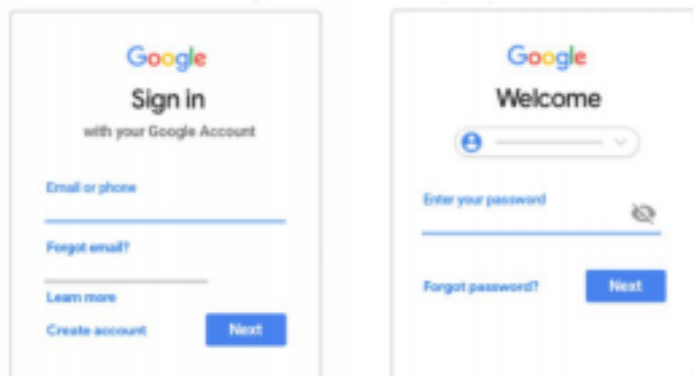 Google
Sign in
with your Google Account
Email or phone
Forgot email?
Learn more
Create account
Next
Google
Welcome
Enter your password
Forgot password?
Next